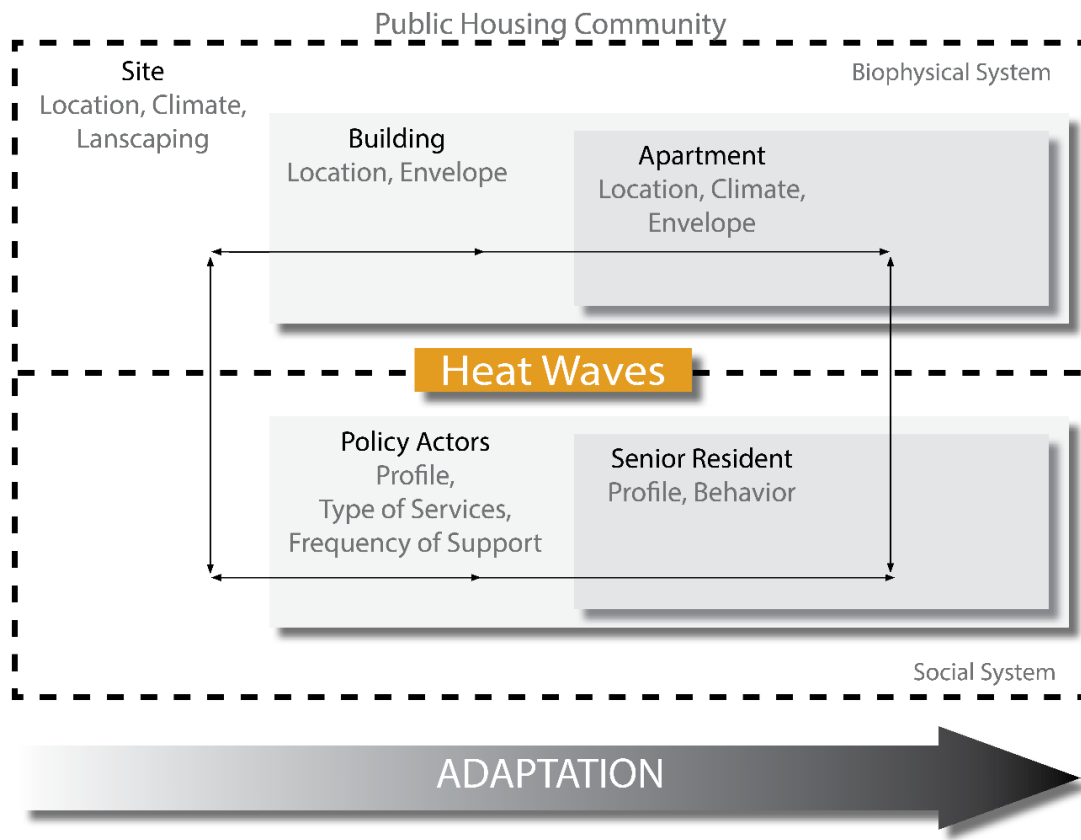 Public Housing Community
Site
Location, Climate,
Lanscaping
Biophysical System
Building
Location, Envelope
Apartment
Location, Climate,
Envelope
Heat Waves
Policy Actors
Profile,
Type of Services,
Frequency of Support
Senior Resident
Profile, Behavior
Social System
ADAPTATION